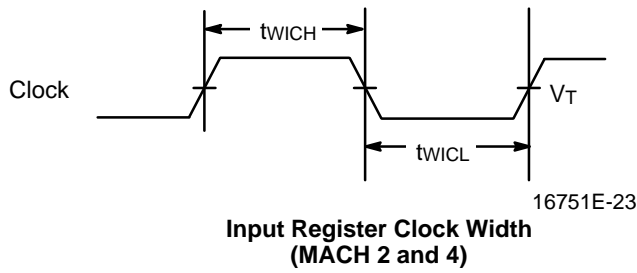 tWICH
Clock
VT
tWICL
16751E-23
Input Register Clock Width
(MACH 2 and 4)